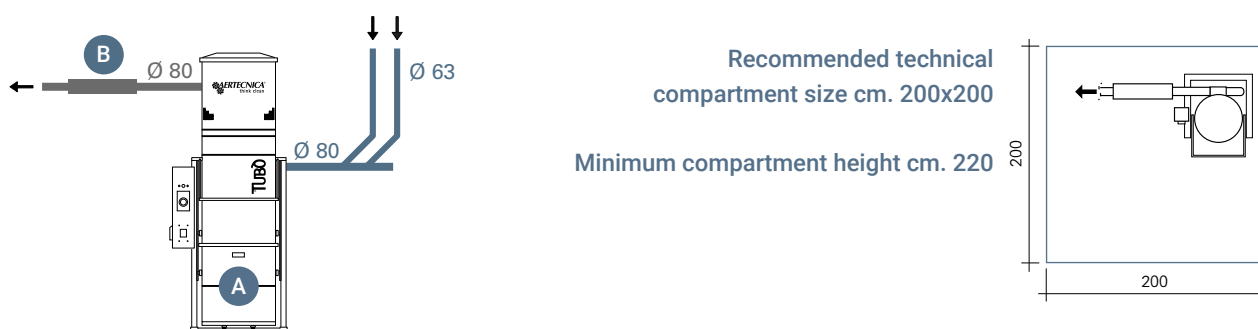 B
Ø 80
AERTECNICA®
think clean
Ø 63
Ø 80
TUBÒ
A
Recommended technical
compartment size cm. 200x200
Minimum compartment height cm. 220
200
200